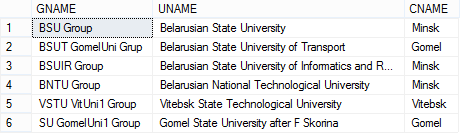 GNAME UNAME CNAME
1 BSU Group Belarusian State University Minsk
2 BSUT GomelUni Grup Belarusian State University of Transport Gomel
3 BSUIR Group Belarusian State University of Informatics and R... Minsk
4 BNTU Group Belarusian National Technological University Minsk
5 VSTU VitUni1 Group Vitebsk State Technological University Vitebsk
6 SU GomelUni1 Group Gomel State University after F Skorina Gomel